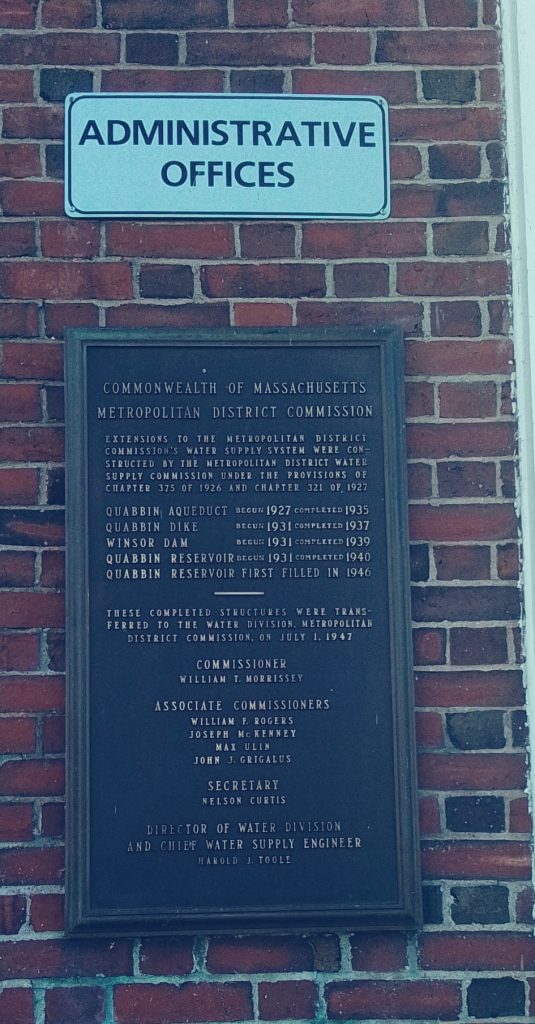 ADMINISTRATIVE
OFFICES
COMMONWEALTH OF MASSACHUSETTS
METROPOLITAN DISTRICT COMMISSION
EXTENSIONS TO THE METROPOLITAN DISTRICT
COMMISSION'S WATER SUPPLY SYSTEM WERE CON-
STRUCTED BY THE METROPOLITAN DISTRICT WATER
SUPPLY COMMISSION UNDER THE PROVISIONS OF
CHAPTER 375 OF 1926 AND CHAPTER 321 OF 1927
QUABBIN AQUEDUCT BEGUN 1927 COMPLETED 1935
QUABBIN DIKE BEGUN 1931 COMPLETED 1937
WINSOR DAM BEGUN 1931 COMPLETED 1939
QUABBIN RESERVOIR BEGUN 1931 COMPLETED 1940
QUABBIN RESERVOIR FIRST FILLED IN 1946
THESE COMPLETED STRUCTURES WERE TRANS-
FERRED TO THE WATER DIVISION, METROPOLITAN
DISTRICT COMMISSION, ON JULY 1, 1947
COMMISSIONER
WILLIAM T. MORRISSEY
ASSOCIATE COMMISSIONERS
WILLIAM F. ROGERS
JOSEPH McKENNEY
MAX ULIN
JOHN J. GRIGALUS
SECRETARY
NELSON CURTIS
DIRECTOR OF WATER DIVISION
AND CHIEF WATER SUPPLY ENGINEER
HAROLD J. TOOLE